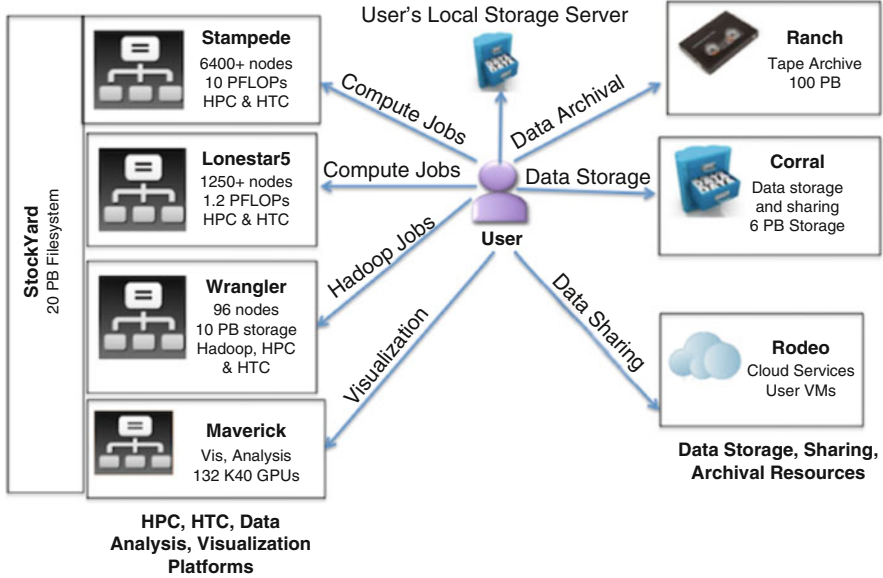 StockYard
20 PB Filesystem
Stampede
6400+ nodes
10 PFLOPs
HPC & HTC
Lonestar5
1250+ nodes
1.2 PFLOPs
HPC & HTC
Wrangler
96 nodes
10 PB storage
Hadoop, HPC
& HTC
Maverick
Vis, Analysis
132 K40 GPUs
HPC, HTC, Data
Analysis, Visualization
Platforms
User's Local Storage Server
Compute Jobs
Compute Jobs
Hadoop Jobs
Visualization
User
Data Archival
Data Storage
Data Sharing
Ranch
Tape Archive
100 PB
Corral
Data storage
and sharing
6 PB Storage
Rodeo
Cloud Services
User VMs
Data Storage, Sharing,
Archival Resources